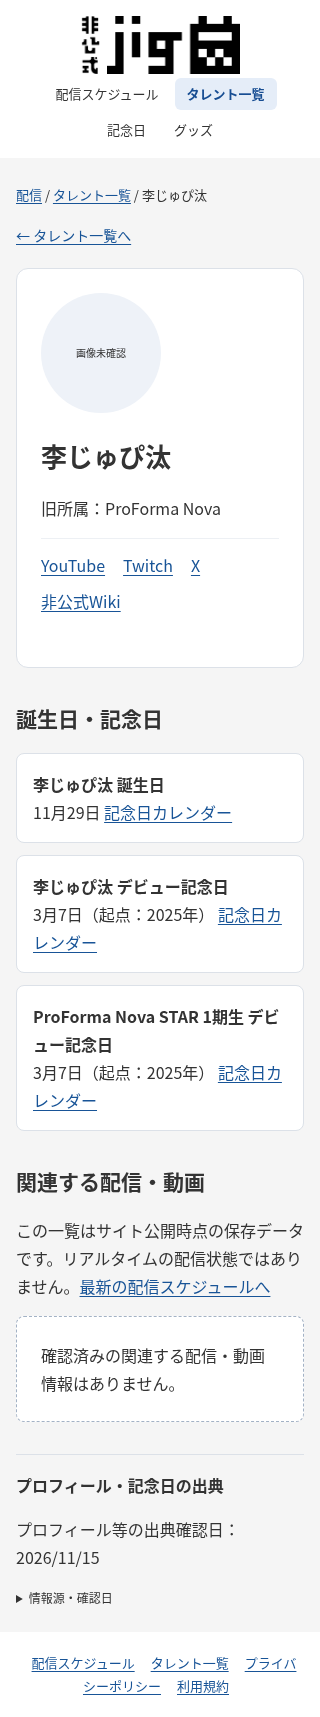 非公式
jig
配信スケジュール
タレント一覧
記念日
グッズ
配信 / タレント一覧 / 李じゅぴ汰
← タレント一覧へ
画像未確認
李じゅぴ汰
旧所属：ProForma Nova
YouTube Twitch X
非公式Wiki
誕生日・記念日
李じゅぴ汰 誕生日
11月29日 記念日カレンダー
李じゅぴ汰 デビュー記念日
3月7日（起点：2025年） 記念日カ
レンダー
ProForma Nova STAR 1期生 デビ
ュー記念日
3月7日（起点：2025年） 記念日カ
レンダー
関連する配信・動画
この一覧はサイト公開時点の保存データ
です。リアルタイムの配信状態ではあり
ません。最新の配信スケジュールへ
確認済みの関連する配信・動画
情報はありません。
プロフィール・記念日の出典
プロフィール等の出典確認日：
2026/11/15
▶ 情報源・確認日
配信スケジュール タレント一覧 プライバ
シーポリシー 利用規約